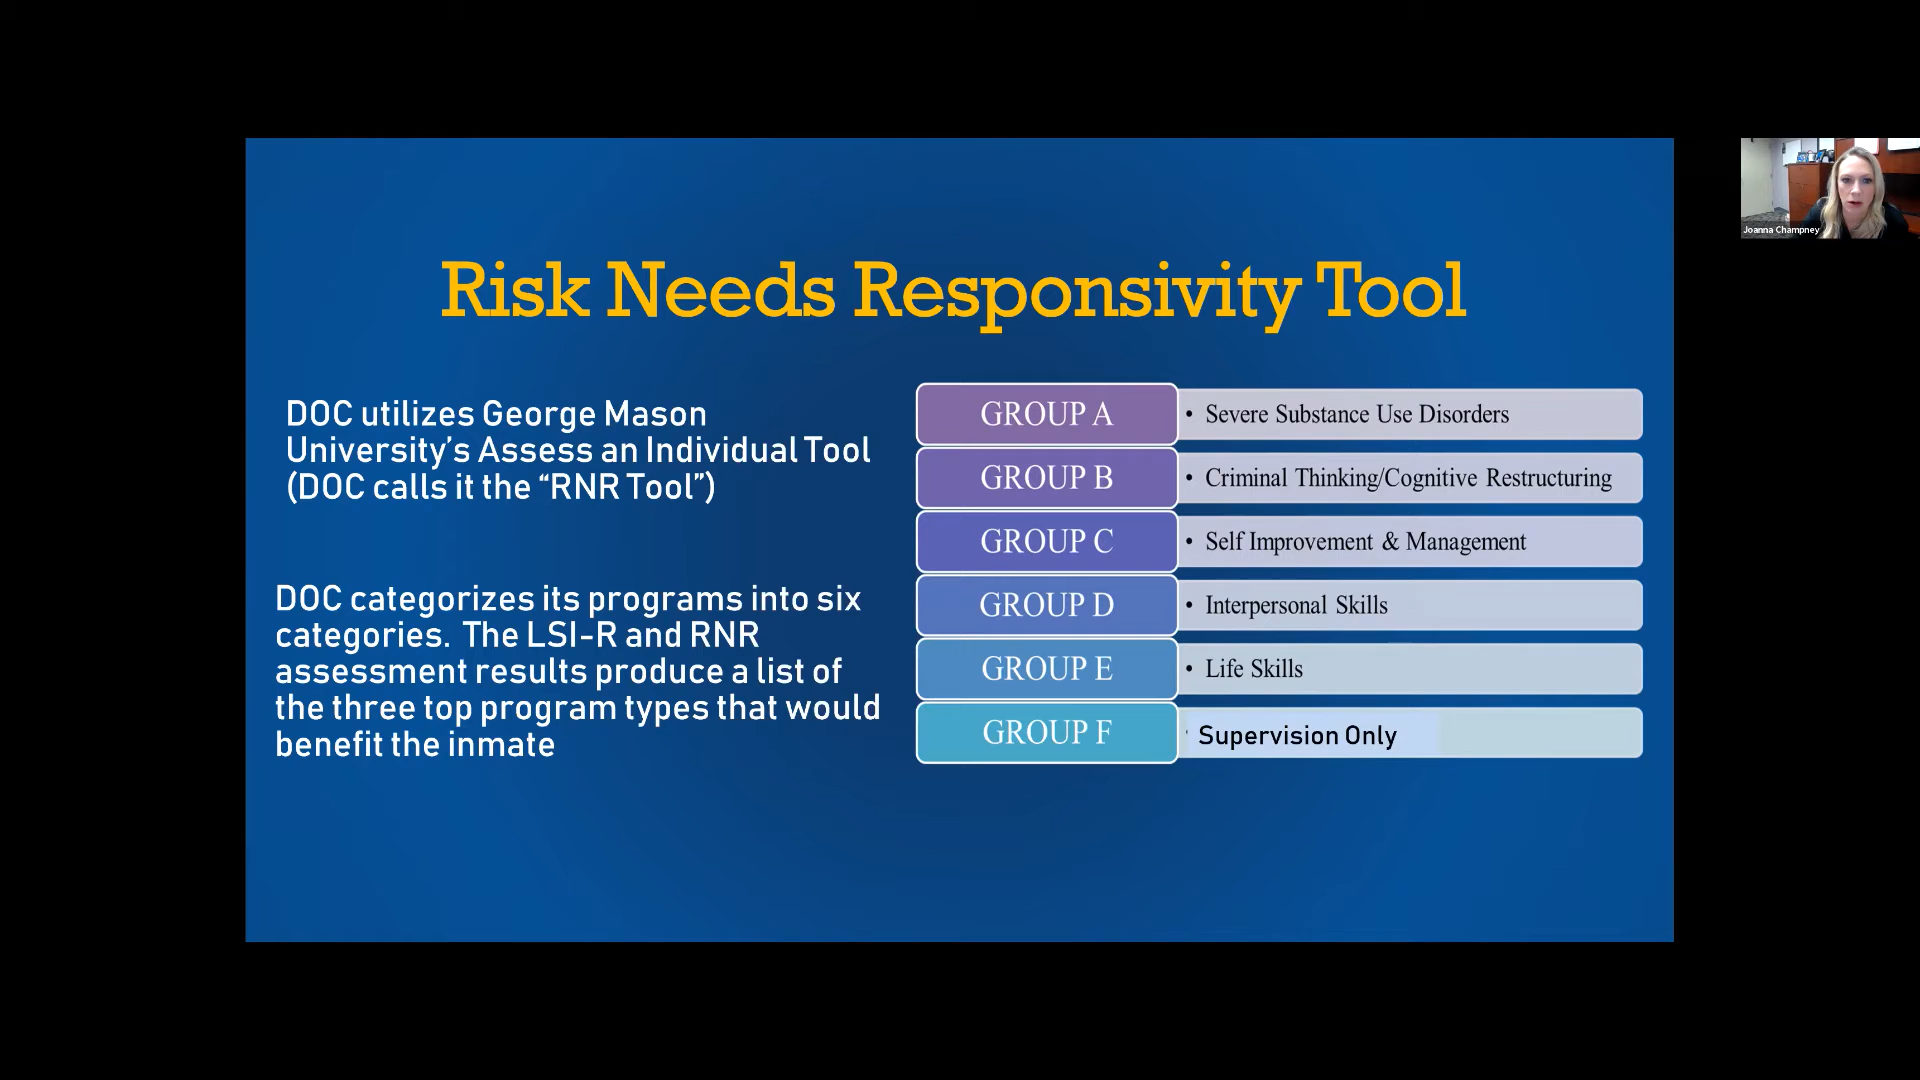 Risk Needs Responsivity Tool
DOC utilizes George Mason
University’s Assess an Individual Tool
(DOC calls it the “RNR Tool”)
DOC categorizes its programs into six
categories.  The LSI-R and RNR
assessment results produce a list of
the three top program types that would
benefit the inmate
GROUP A • Severe Substance Use Disorders
GROUP B • Criminal Thinking/Cognitive Restructuring
GROUP C • Self Improvement & Management
GROUP D • Interpersonal Skills
GROUP E • Life Skills
GROUP F Supervision Only
Joanna Champney